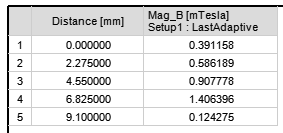 Distance [mm] Mag_B [mTesla]
Setup1 : LastAdaptive
1 0.000000 0.391158
2 2.275000 0.586189
3 4.550000 0.907778
4 6.825000 1.406396
5 9.100000 0.124275